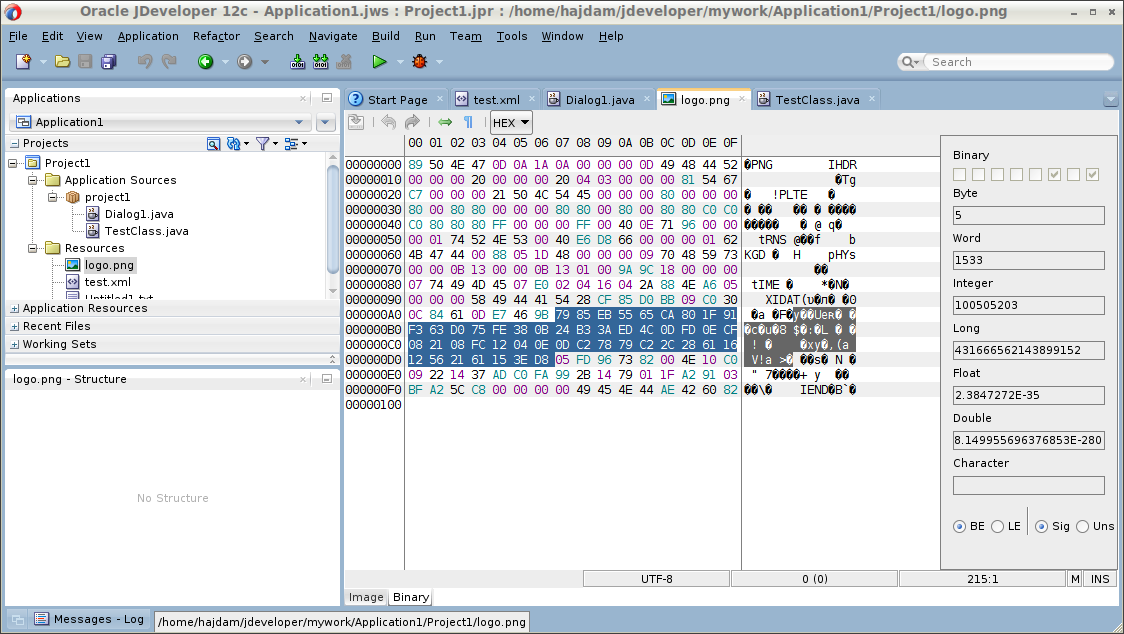 Oracle JDeveloper 12c - Application1.jws : Project1.jpr : /home/hajdam/jdeveloper/mywork/Application1/Project1/logo.png
File Edit View Application Refactor Search Navigate Build Run Team Tools Window Help
Search
Applications
Application1
Projects
Project1
Application Sources
project1
Dialog1.java
TestClass.java
Resources
logo.png
test.xml
Untitled1.txt
Application Resources
Recent Files
Working Sets
logo.png - Structure
No Structure
Start Page test.xml Dialog1.java logo.png TestClass.java
HEX
00 01 02 03 04 05 06 07 08 09 0A 0B 0C 0D 0E 0F
00000000 89 50 4E 47 0D 0A 1A 0A 00 00 00 0D 49 48 44 52 �PNG IHDR
00000010 00 00 00 20 00 00 00 20 04 03 00 00 00 81 54 67 �Tg
00000020 C7 00 00 00 21 50 4C 54 45 00 00 00 80 00 00 00 � !PLTE �
00000030 80 00 80 80 00 00 00 80 80 00 80 00 80 80 C0 C0
00000040 C0 80 80 80 FF 00 00 00 FF 00 40 0E 71 96 00 00
00000050 00 01 74 52 4E 53 00 40 E6 D8 66 00 00 00 01 62 tRNS @��f b
00000060 4B 47 44 00 88 05 1D 48 00 00 00 09 70 48 59 73 KGD � H pHYs
00000070 00 00 0B 13 00 00 0B 13 01 00 9A 9C 18 00 00 00 ��
00000080 07 74 49 4D 45 07 E0 02 04 16 04 2A 88 4E A6 05 tIME � *�N�
00000090 00 00 00 58 49 44 41 54 28 CF 85 D0 BB 09 C0 30
000000A0 0C 84 61 0D E7 46 9B 79 85 EB 55 65 CA 80 1F 91
000000B0 F3 63 D0 75 FE 38 0B 24 B3 3A ED 4C 0D FD 0E CF
000000C0 08 21 08 FC 12 04 0E 0D C2 78 79 C2 2C 28 61 16
000000D0 12 56 21 61 15 3E D8 05 FD 96 73 82 00 4E 10 C0
000000E0 09 22 14 37 AD C0 FA 99 2B 14 79 01 1F A2 91 03
000000F0 BF A2 5C C8 00 00 00 00 49 45 4E 44 AE 42 60 82 ��\� IEND�B`�
00000100
Binary
Byte
5
Word
1533
Integer
100505203
Long
431666562143899152
Float
2.3847272E-35
Double
8.149955696376853E-280
Character
BE LE Sig Uns
UTF-8 0 (0) 215:1 M INS
Image Binary
Messages - Log
/home/hajdam/jdeveloper/mywork/Application1/Project1/logo.png